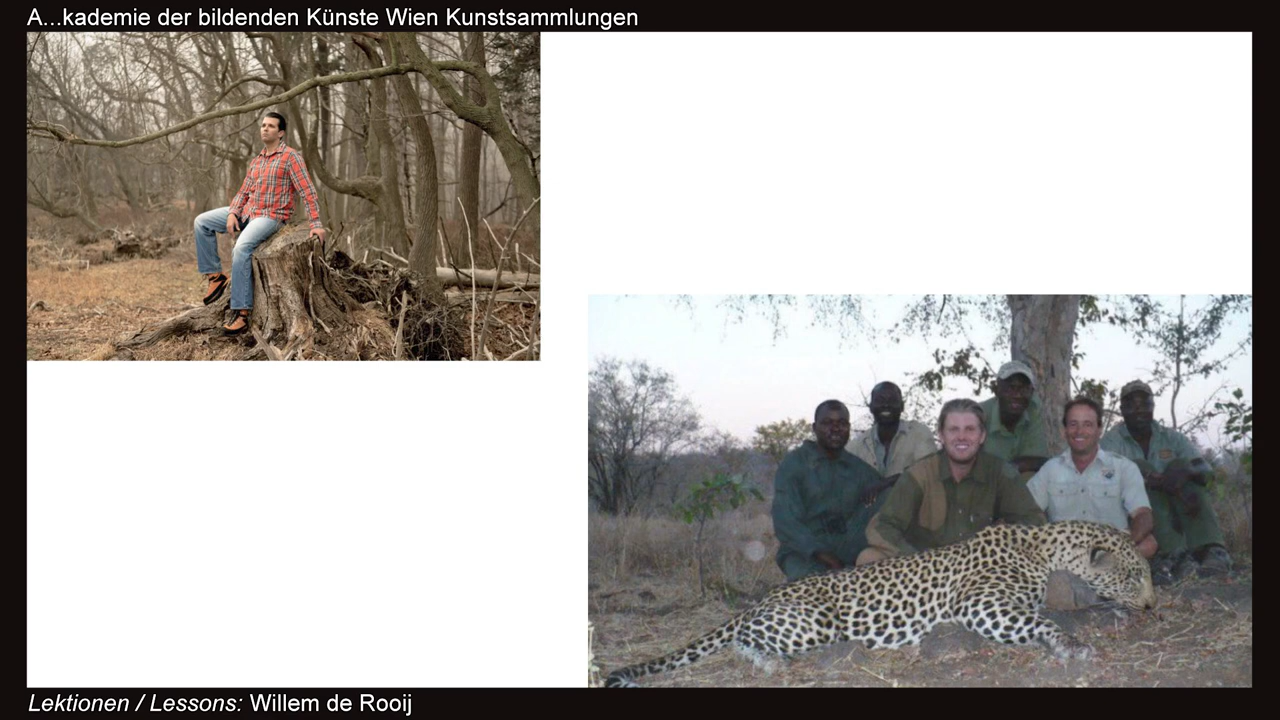 A...kademie der bildenden Künste Wien Kunstsammlungen
Lektionen / Lessons: Willem de Rooij